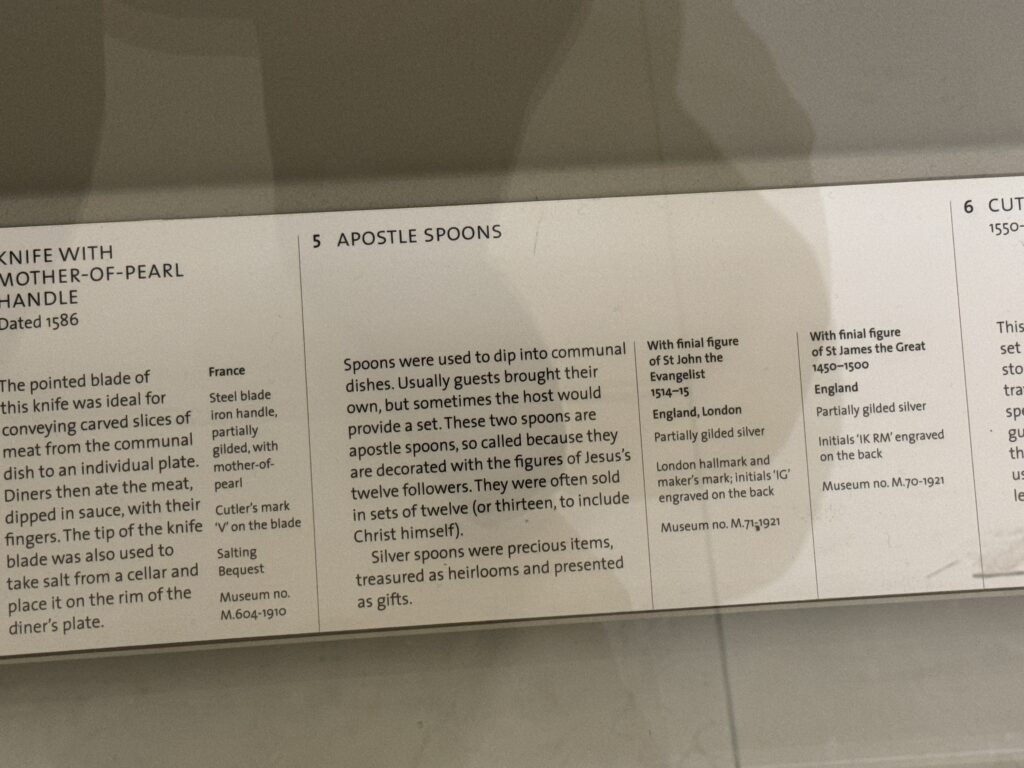 KNIFE WITH
MOTHER-OF-PEARL
HANDLE
Dated 1586
The pointed blade of
this knife was ideal for
conveying carved slices of
meat from the communal
dish to an individual plate.
Diners then ate the meat,
dipped in sauce, with their
fingers. The tip of the knife
blade was also used to
take salt from a cellar and
place it on the rim of the
diner's plate.
France
Steel blade
iron handle,
partially
gilded, with
mother-of-
pearl
Cutler's mark
'V' on the blade
Salting
Bequest
Museum no.
M.604-1910
5 APOSTLE SPOONS
Spoons were used to dip into communal
dishes. Usually guests brought their
own, but sometimes the host would
provide a set. These two spoons are
apostle spoons, so called because they
are decorated with the figures of Jesus's
twelve followers. They were often sold
in sets of twelve (or thirteen, to include
Christ himself).
Silver spoons were precious items,
treasured as heirlooms and presented
as gifts.
With finial figure
of St John the
Evangelist
1514–15
England, London
Partially gilded silver
London hallmark and
maker's mark; initials 'IG'
engraved on the back
Museum no. M.71-1921
With finial figure
of St James the Great
1450–1500
England
Partially gilded silver
Initials 'IK RM' engraved
on the back
Museum no. M.70-1921
6 CUT
1550–
This
set
sto
tra
spe
gu
th
us
le